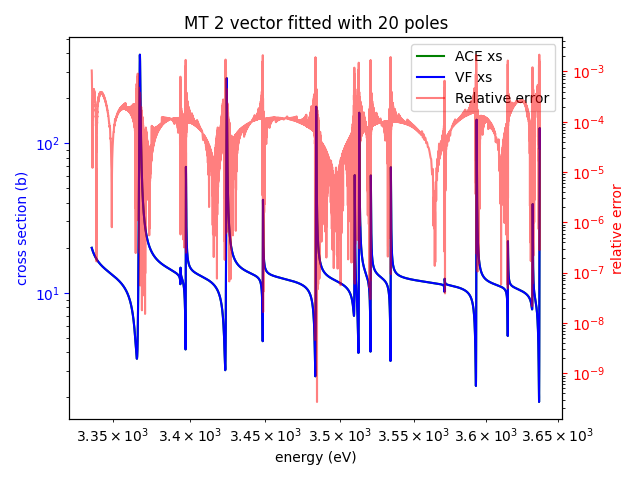 MT 2 vector fitted with 20 poles
ACE xs
VF xs
Relative error
cross section (b)
10²
10¹
relative error
10⁻³
10⁻⁴
10⁻⁵
10⁻⁶
10⁻⁷
10⁻⁸
10⁻⁹
3.35 × 10³ 3.4 × 10³ 3.45 × 10³ 3.5 × 10³ 3.55 × 10³ 3.6 × 10³ 3.65 × 10³
energy (eV)